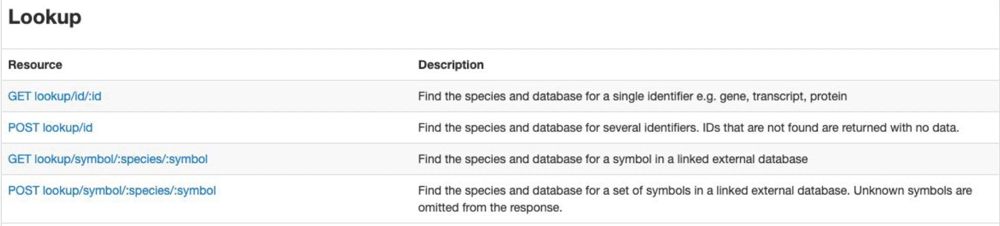 Lookup
Resource Description
GET lookup/id/:id Find the species and database for a single identifier e.g. gene, transcript, protein
POST lookup/id Find the species and database for several identifiers. IDs that are not found are returned with no data.
GET lookup/symbol/:species/:symbol Find the species and database for a symbol in a linked external database
POST lookup/symbol/:species/:symbol Find the species and database for a set of symbols in a linked external database. Unknown symbols are
omitted from the response.